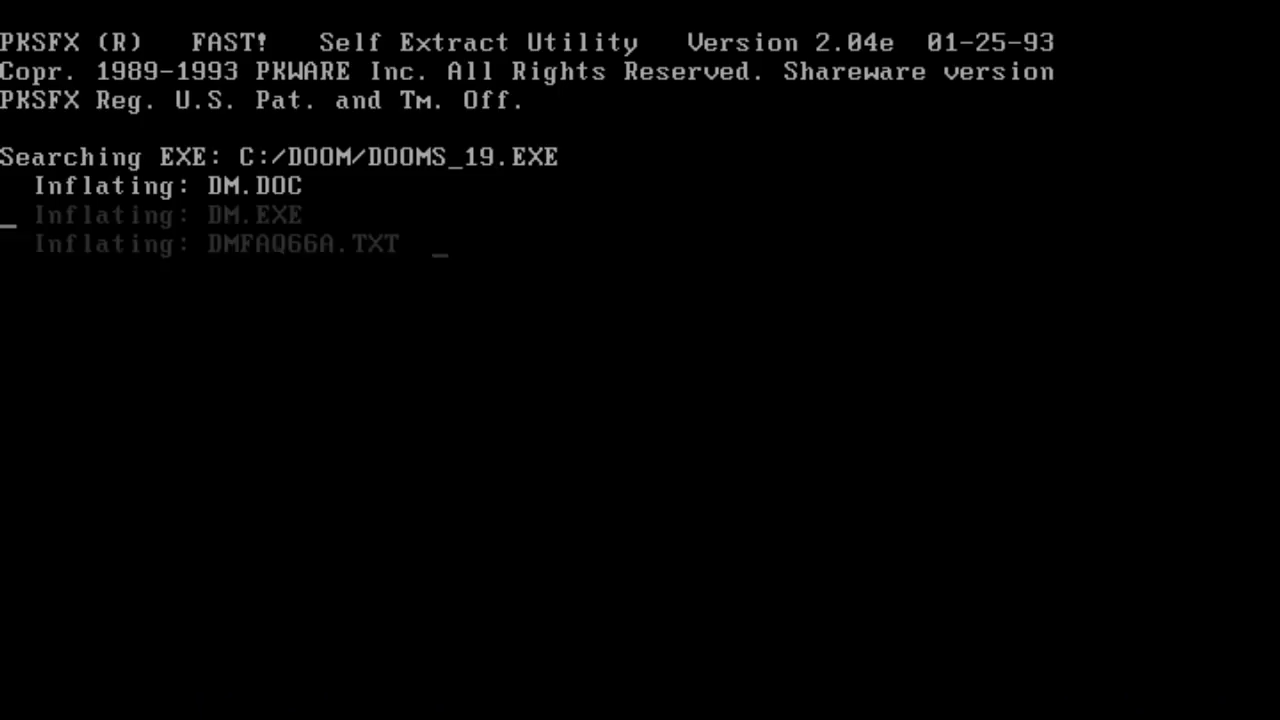 PKSFX (R)   FAST!   Self Extract Utility   Version 2.04e  01-25-93
Copr. 1989-1993 PKWARE Inc. All Rights Reserved. Shareware version
PKSFX Reg. U.S. Pat. and Tm. Off.
Searching EXE: C:/DOOM/DOOMS_19.EXE
Inflating: DM.DOC
Inflating: DM.EXE
Inflating: DMFAQ66A.TXT  _